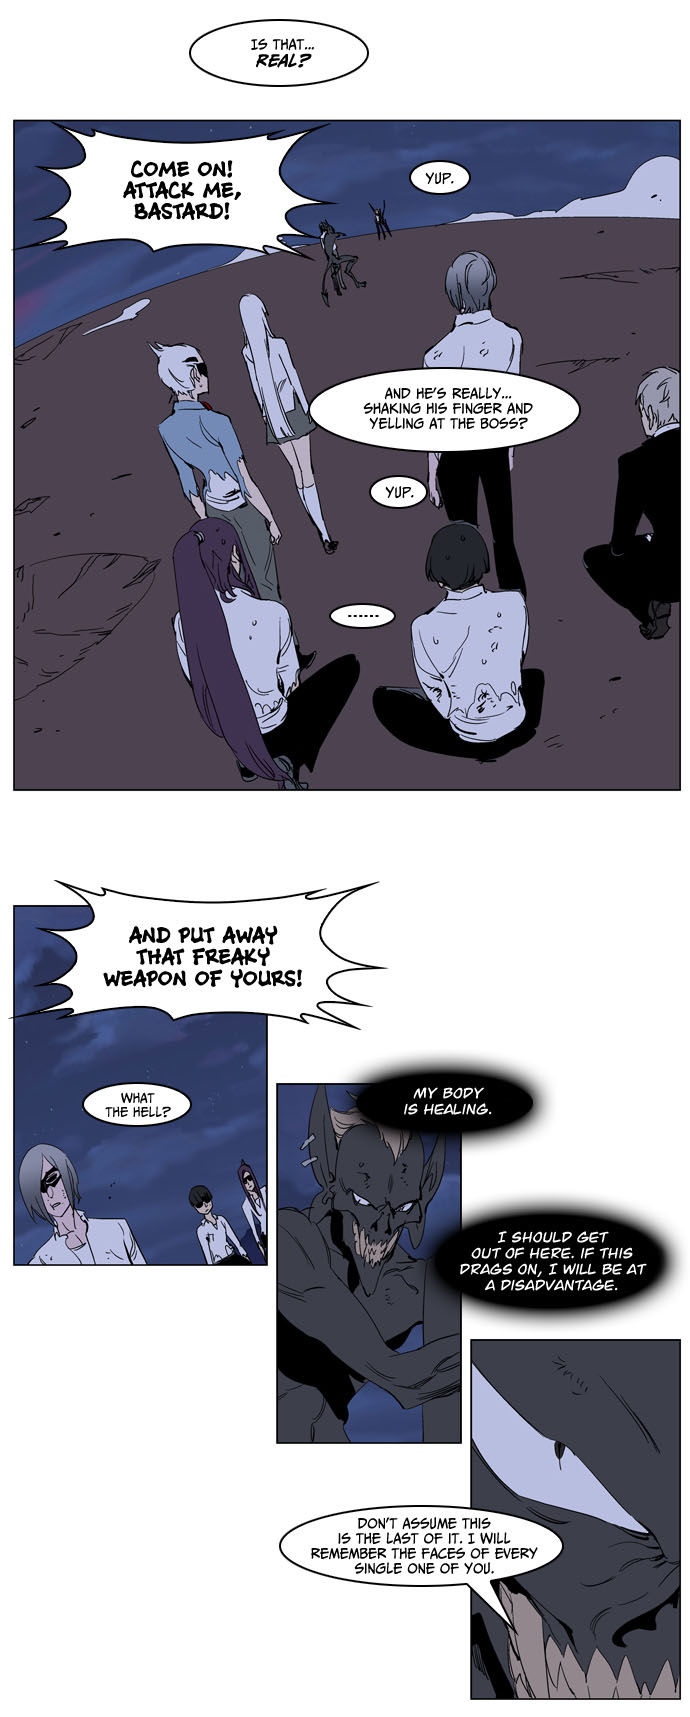 IS THAT...
REAL?
COME ON!
ATTACK ME,
BASTARD!
YUP.
AND HE'S REALLY...
SHAKING HIS FINGER AND
YELLING AT THE BOSS?
YUP.
------
AND PUT AWAY
THAT FREAKY
WEAPON OF YOURS!
WHAT
THE HELL?
MY BODY
IS HEALING.
I SHOULD GET
OUT OF HERE. IF THIS
DRAGS ON, I WILL BE AT
A DISADVANTAGE.
DON'T ASSUME THIS
IS THE LAST OF IT. I WILL
REMEMBER THE FACES OF EVERY
SINGLE ONE OF YOU.